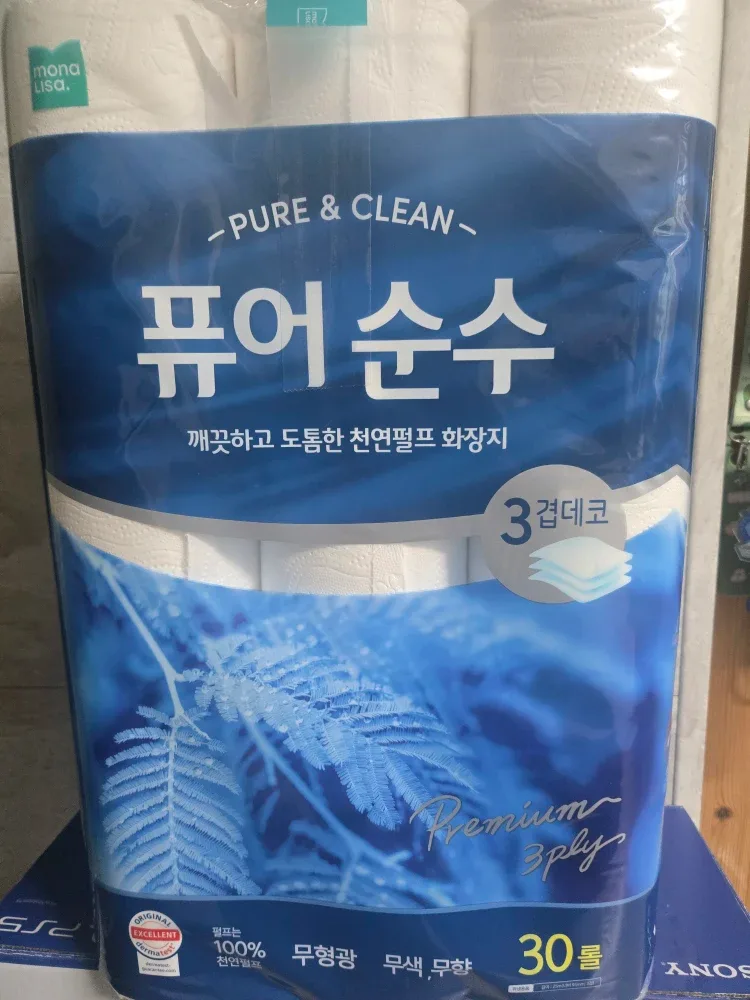 mona
Lisa.
PURE & CLEAN
퓨어 순수
깨끗하고 도톰한 천연펄프 화장지
3겹데코
Premium
3ply
ORIGINAL
EXCELLENT
dermatest
펄프는
100%
천연펄프
무형광
무색,무향
30롤
PS5
SONY